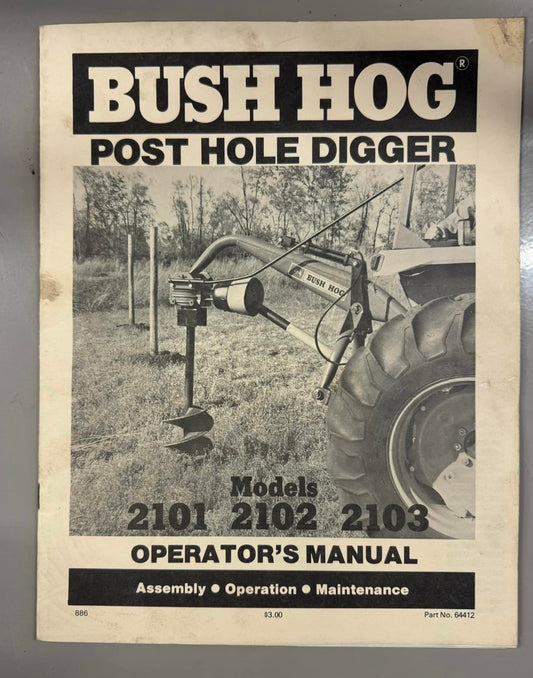 BUSH HOG®
POST HOLE DIGGER
BUSH HOG
Models
2101 2102 2103
OPERATOR'S MANUAL
Assembly ● Operation ● Maintenance
886 $3.00 Part No. 64412